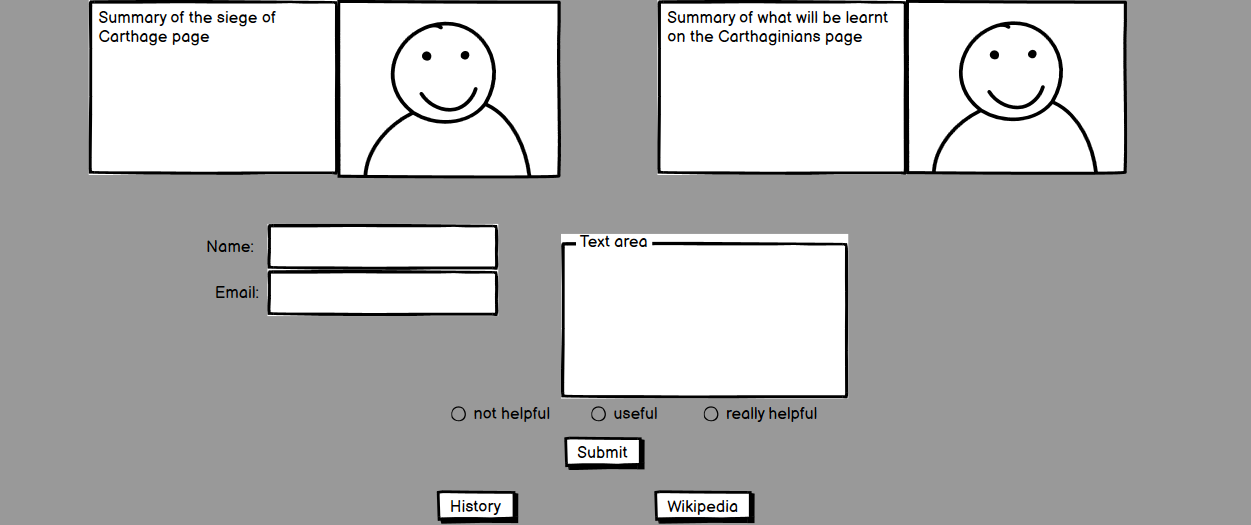 Summary of the siege of
Carthage page
Summary of what will be learnt
on the Carthaginians page
Name:
Email:
Text area
not helpful
useful
really helpful
Submit
History
Wikipedia